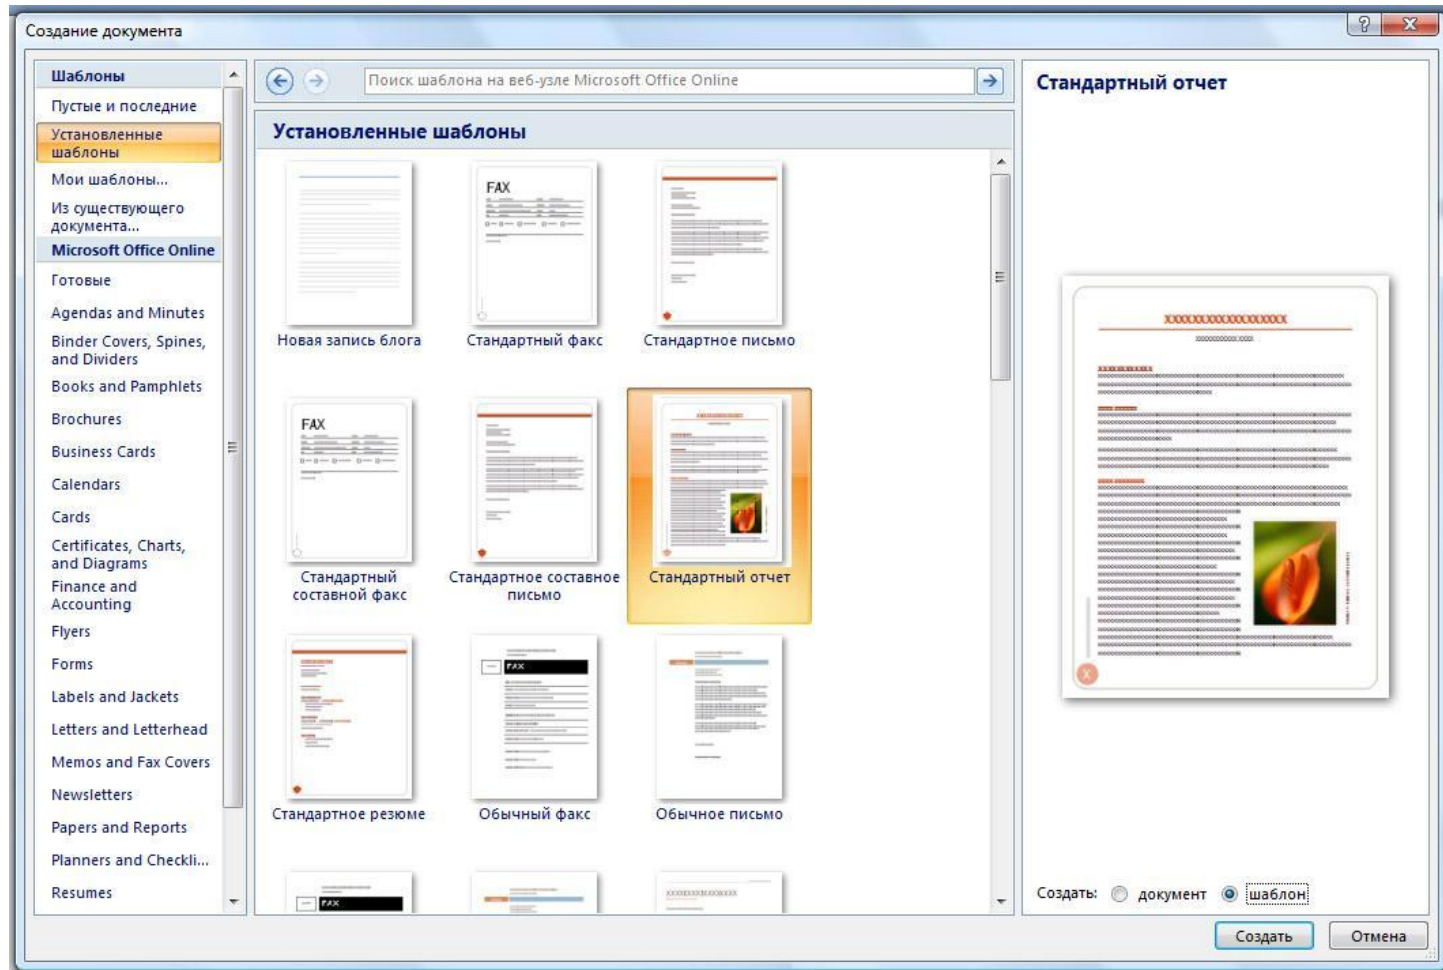 Создание документа
Шаблоны
Пустые и последние
Установленные
шаблоны
Мои шаблоны...
Из существующего
документа...
Microsoft Office Online
Готовые
Agendas and Minutes
Binder Covers, Spines,
and Dividers
Books and Pamphlets
Brochures
Business Cards
Calendars
Cards
Certificates, Charts,
and Diagrams
Finance and
Accounting
Flyers
Forms
Labels and Jackets
Letters and Letterhead
Memos and Fax Covers
Newsletters
Papers and Reports
Planners and Checkli...
Resumes
Поиск шаблона на веб-узле Microsoft Office Online
Установленные шаблоны
FAX
Новая запись блога
Стандартный факс
Стандартное письмо
FAX
Стандартный
составной факс
Стандартное составное
письмо
Стандартный отчет
FAX
Стандартное резюме
Обычный факс
Обычное письмо
FAX
Стандартный отчет
X
Создать: документ шаблон
Создать
Отмена